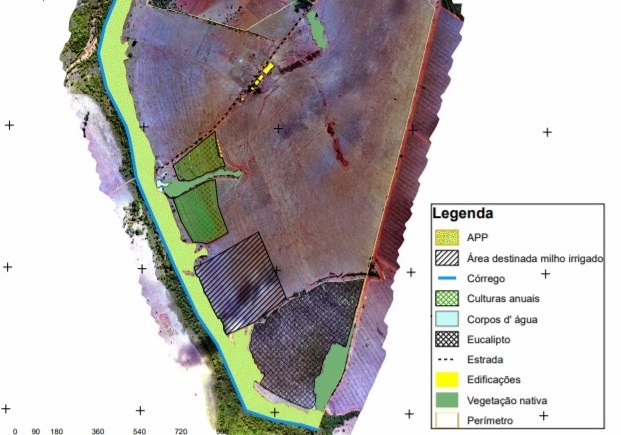 Legenda
APP
Área destinada milho irrigado
Córrego
Culturas anuais
Corpos d' água
Eucalipto
Estrada
Edificações
Vegetação nativa
Perímetro
0 90 180 360 540 720